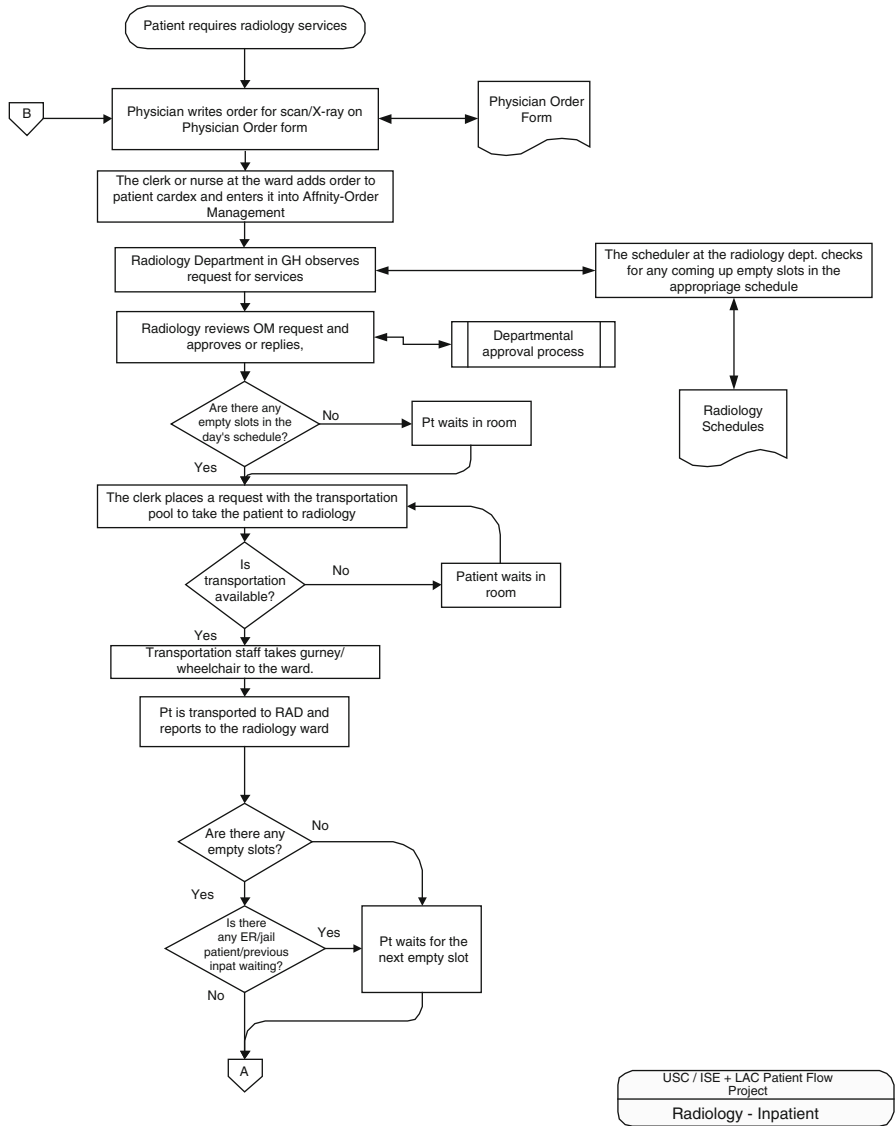 Patient requires radiology services
B
Physician writes order for scan/X-ray on
Physician Order form
Physician Order
Form
The clerk or nurse at the ward adds order to
patient cardex and enters it into Affnity-Order
Management
Radiology Department in GH observes
request for services
The scheduler at the radiology dept. checks
for any coming up empty slots in the
appropriage schedule
Radiology reviews OM request and
approves or replies,
Departmental
approval process
Radiology
Schedules
Are there any
empty slots in the
day's schedule?
No
Pt waits in room
Yes
The clerk places a request with the transportation
pool to take the patient to radiology
Is
transportation
available?
No
Patient waits in
room
Yes
Transportation staff takes gurney/
wheelchair to the ward.
Pt is transported to RAD and
reports to the radiology ward
Are there any
empty slots?
No
Yes
Is there
any ER/jail
patient/previous
inpat waiting?
Yes
Pt waits for the
next empty slot
No
A
USC / ISE + LAC Patient Flow
Project
Radiology - Inpatient